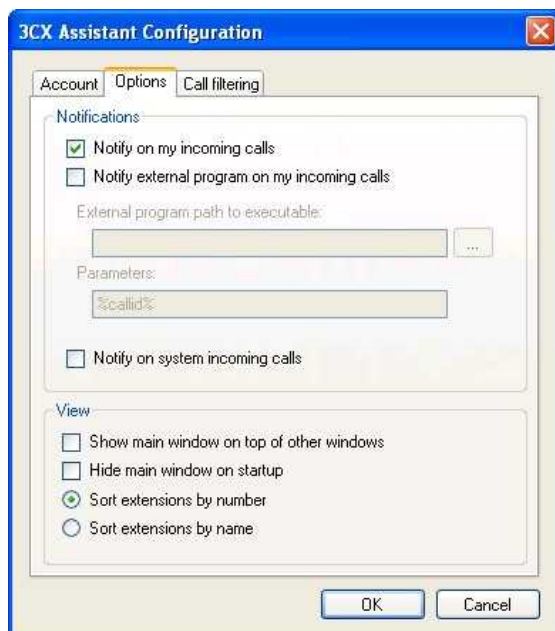 3CX Assistant Configuration
Account Options Call filtering
Notifications
Notify on my incoming calls
Notify external program on my incoming calls
External program path to executable:
...
Parameters:
%callid%
Notify on system incoming calls
View
Show main window on top of other windows
Hide main window on startup
Sort extensions by number
Sort extensions by name
OK Cancel